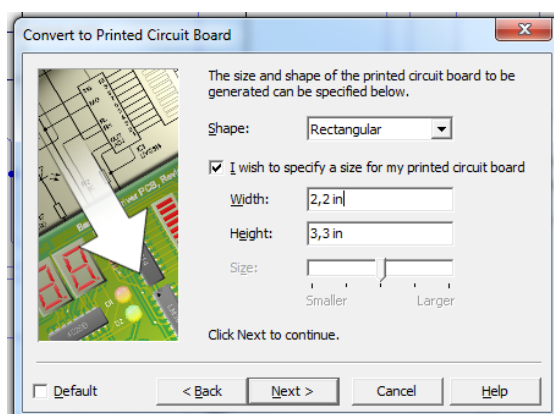 Convert to Printed Circuit Board
The size and shape of the printed circuit board to be
generated can be specified below.
Shape: Rectangular
I wish to specify a size for my printed circuit board
Width: 2,2 in
Height: 3,3 in
Size:
Smaller Larger
Click Next to continue.
Default < Back Next > Cancel Help